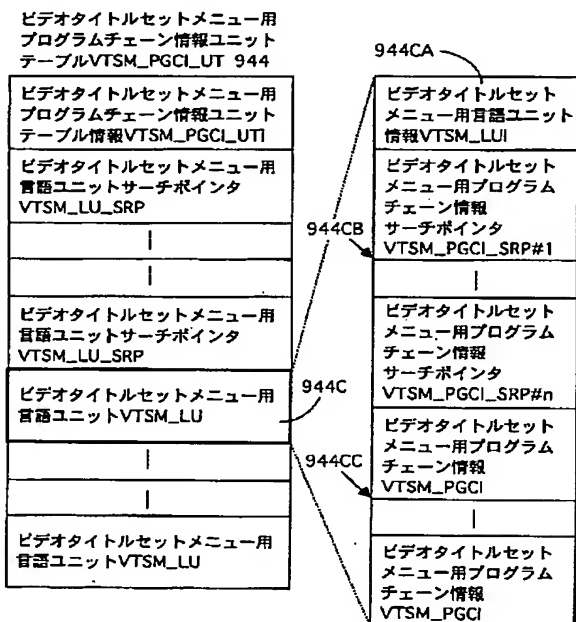 ビデオタイトルセットメニュー用
プログラムチェーン情報ユニット
テーブルVTSM_PGCI_UT 944
ビデオタイトルセットメニュー用
プログラムチェーン情報ユニット
テーブル情報VTSM_PGCI_UTI
ビデオタイトルセットメニュー用
言語ユニットサーチポインタ
VTSM_LU_SRP
ビデオタイトルセットメニュー用
言語ユニットサーチポインタ
VTSM_LU_SRP
ビデオタイトルセットメニュー用
言語ユニットVTSM_LU
ビデオタイトルセットメニュー用
言語ユニットVTSM_LU
944C
944CA
ビデオタイトルセット
メニュー用言語ユニット
情報VTSM_LUI
ビデオタイトルセット
メニュー用プログラム
チェーン情報
サーチポインタ
VTSM_PGCI_SRP#1
944CB
ビデオタイトルセット
メニュー用プログラム
チェーン情報
サーチポインタ
VTSM_PGCI_SRP#n
ビデオタイトルセット
メニュー用プログラム
チェーン情報
VTSM_PGCI
944CC
ビデオタイトルセット
メニュー用プログラム
チェーン情報
VTSM_PGCI